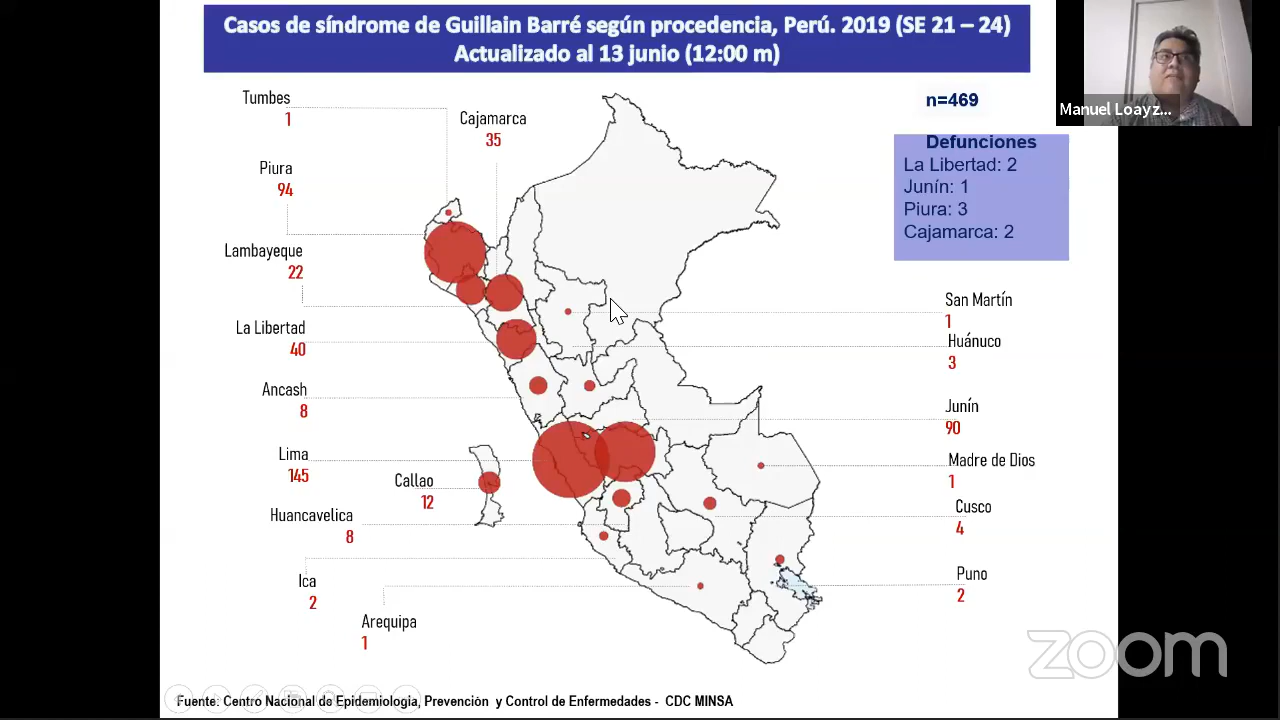 Casos de síndrome de Guillain Barré según procedencia, Perú. 2019 (SE 21 – 24)
Actualizado al 13 junio (12:00 m)
Manuel Loayz...
n=469
Defunciones
La Libertad: 2
Junín: 1
Piura: 3
Cajamarca: 2
Tumbes
1
Cajamarca
35
Piura
94
Lambayeque
22
La Libertad
40
Ancash
8
Lima
145
Callao
12
Huancavelica
8
Ica
2
Arequipa
1
San Martín
1
Huánuco
3
Junín
90
Madre de Dios
1
Cusco
4
Puno
2
zoom
Fuente: Centro Nacional de Epidemiologia, Prevención y Control de Enfermedades - CDC MINSA